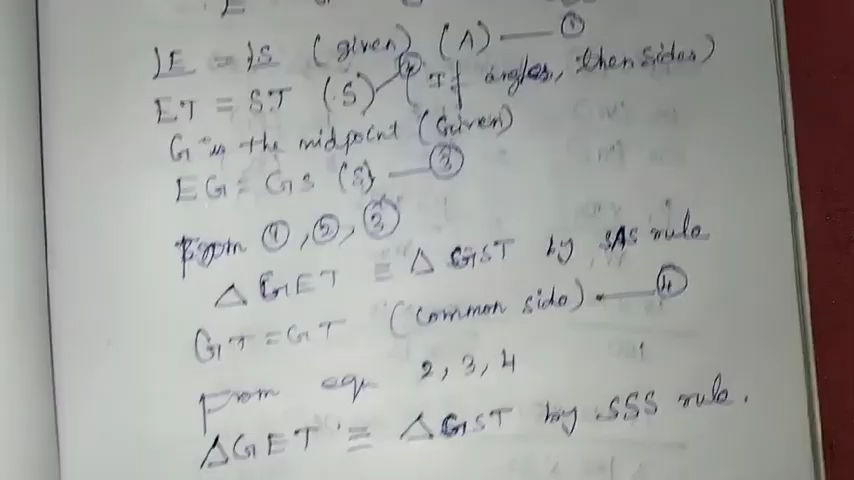 ∠E = ∠S (given) (A) — ①
ET = ST (S) — ② (If angles, then sides)
G is the midpoint (Given)
EG = GS (S) — ③
From ①, ②, ③
△GET ≡ △GST by SAS rule
GT = GT (common side) — ④
from eqn 2, 3, 4
△GET ≡ △GST by SSS rule.